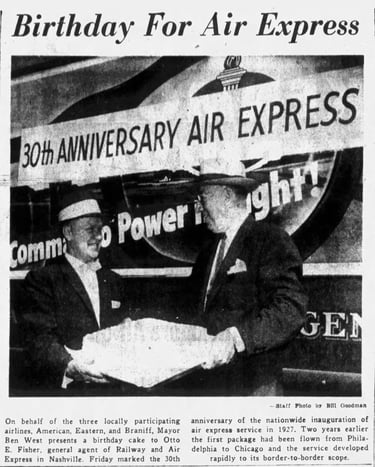 Birthday For Air Express
30th ANNIVERSARY AIR EXPRESS
Power
ght!
GEN
—Staff Photo by Bill Goodman
On behalf of the three locally participating
airlines, American, Eastern, and Braniff, Mayor
Ben West presents a birthday cake to Otto
E. Fisher, general agent of Railway and Air
Express in Nashville. Friday marked the 30th
anniversary of the nationwide inauguration of
air express service in 1927. Two years earlier
the first package had been flown from Phila-
delphia to Chicago and the service developed
rapidly to its border-to-border scope.